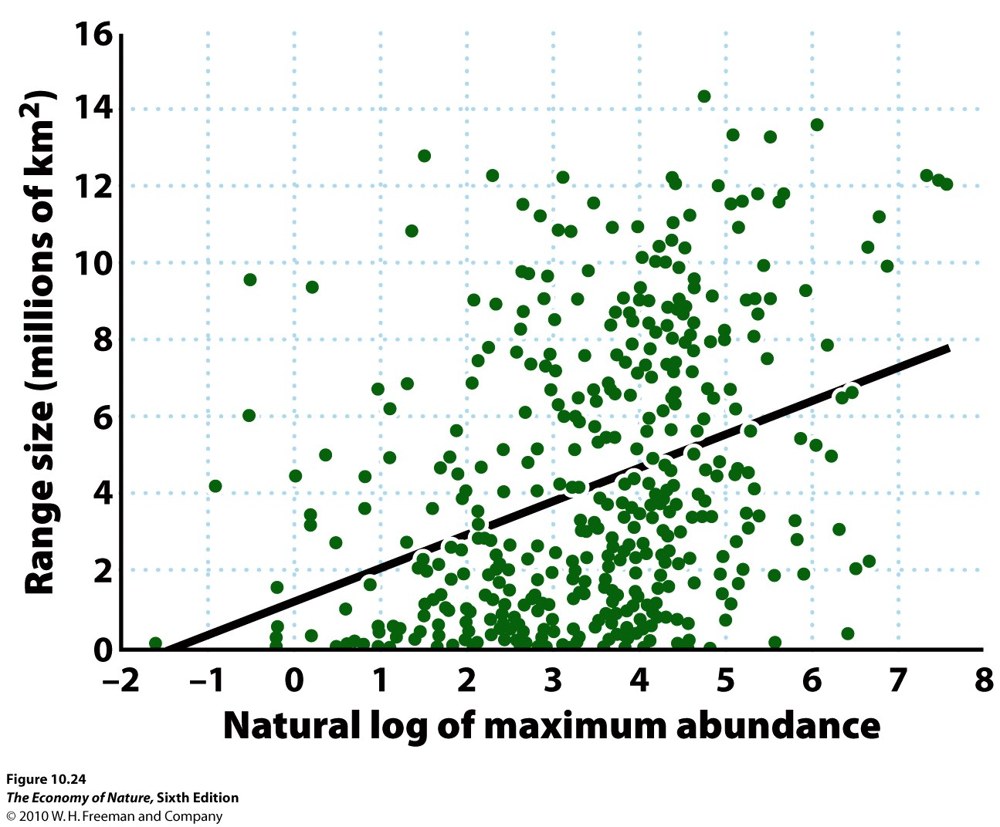 16
14
12
10
8
6
4
2
0
Range size (millions of km²)
–2 –1 0 1 2 3 4 5 6 7 8
Natural log of maximum abundance
Figure 10.24
The Economy of Nature, Sixth Edition
© 2010 W. H. Freeman and Company